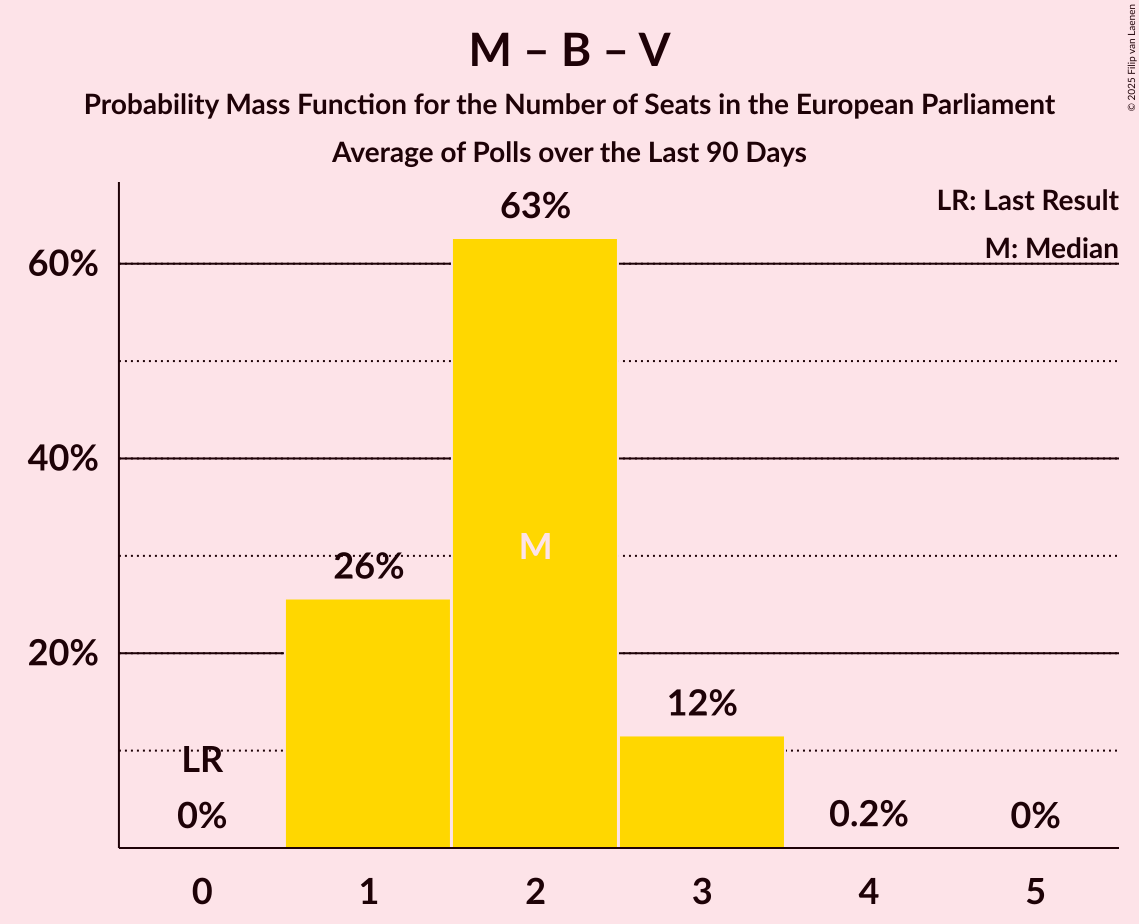 M – B – V
Probability Mass Function for the Number of Seats in the European Parliament
Average of Polls over the Last 90 Days
© 2025 Filip van Laenen
LR: Last Result
M: Median
63%
60%
40%
M
26%
20%
12%
LR
0%
0.2%
0%
0
1
2
3
4
5